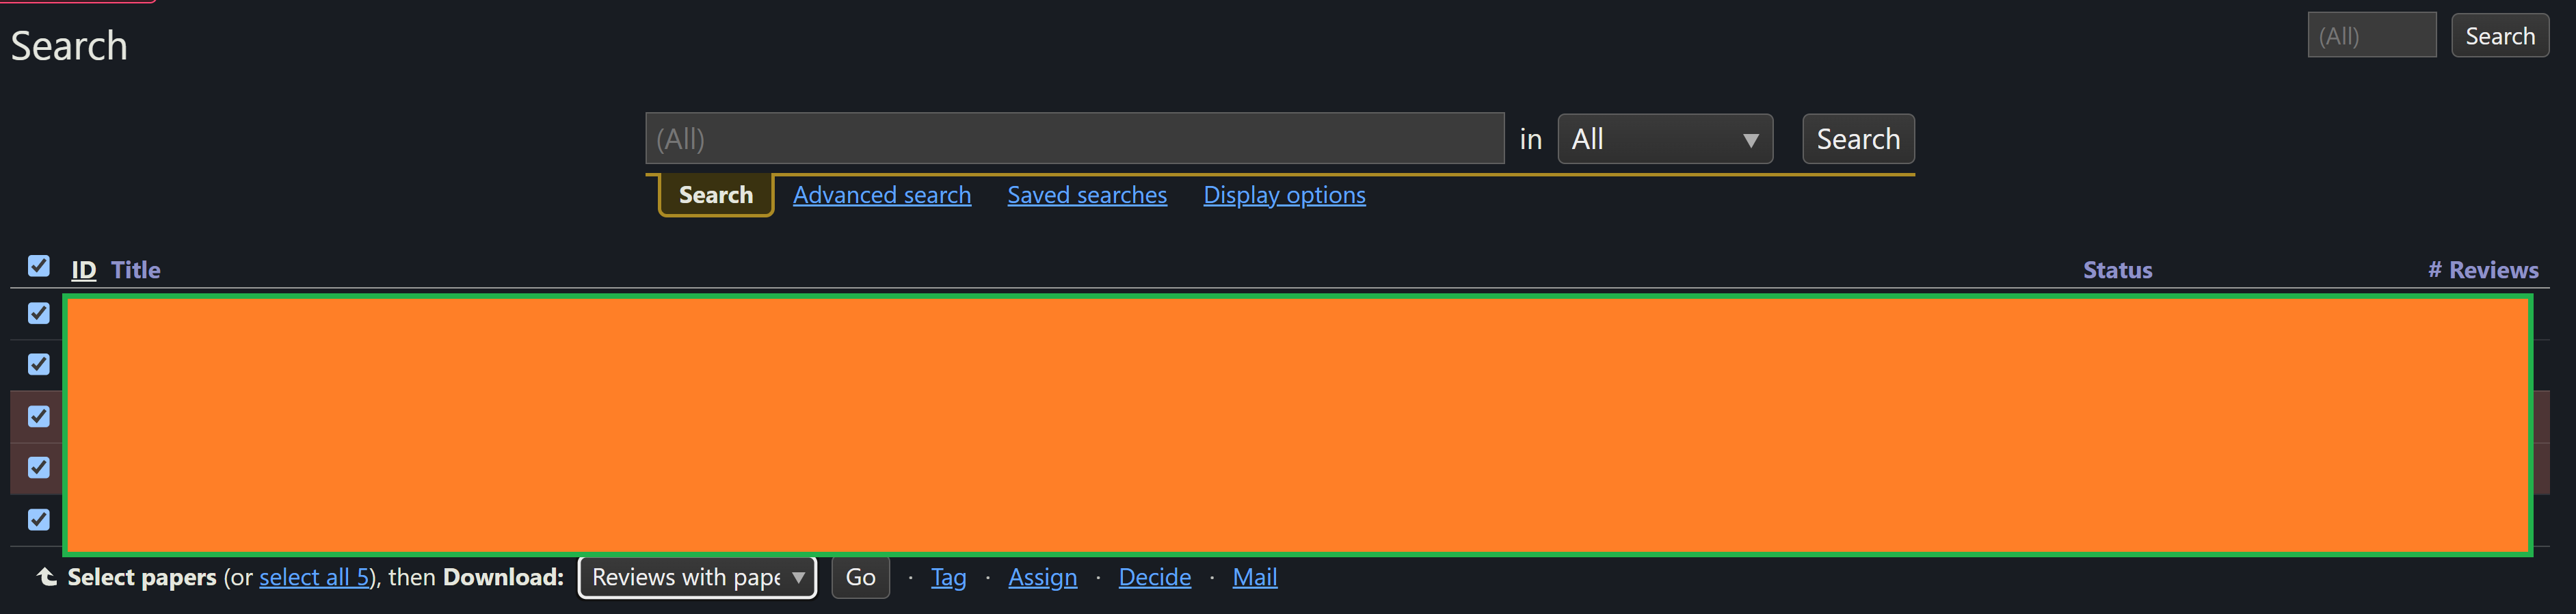 Search
(All) Search
(All) in All Search
Search Advanced search Saved searches Display options
ID Title Status # Reviews
Select papers (or select all 5), then Download: Reviews with pape Go · Tag · Assign · Decide · Mail